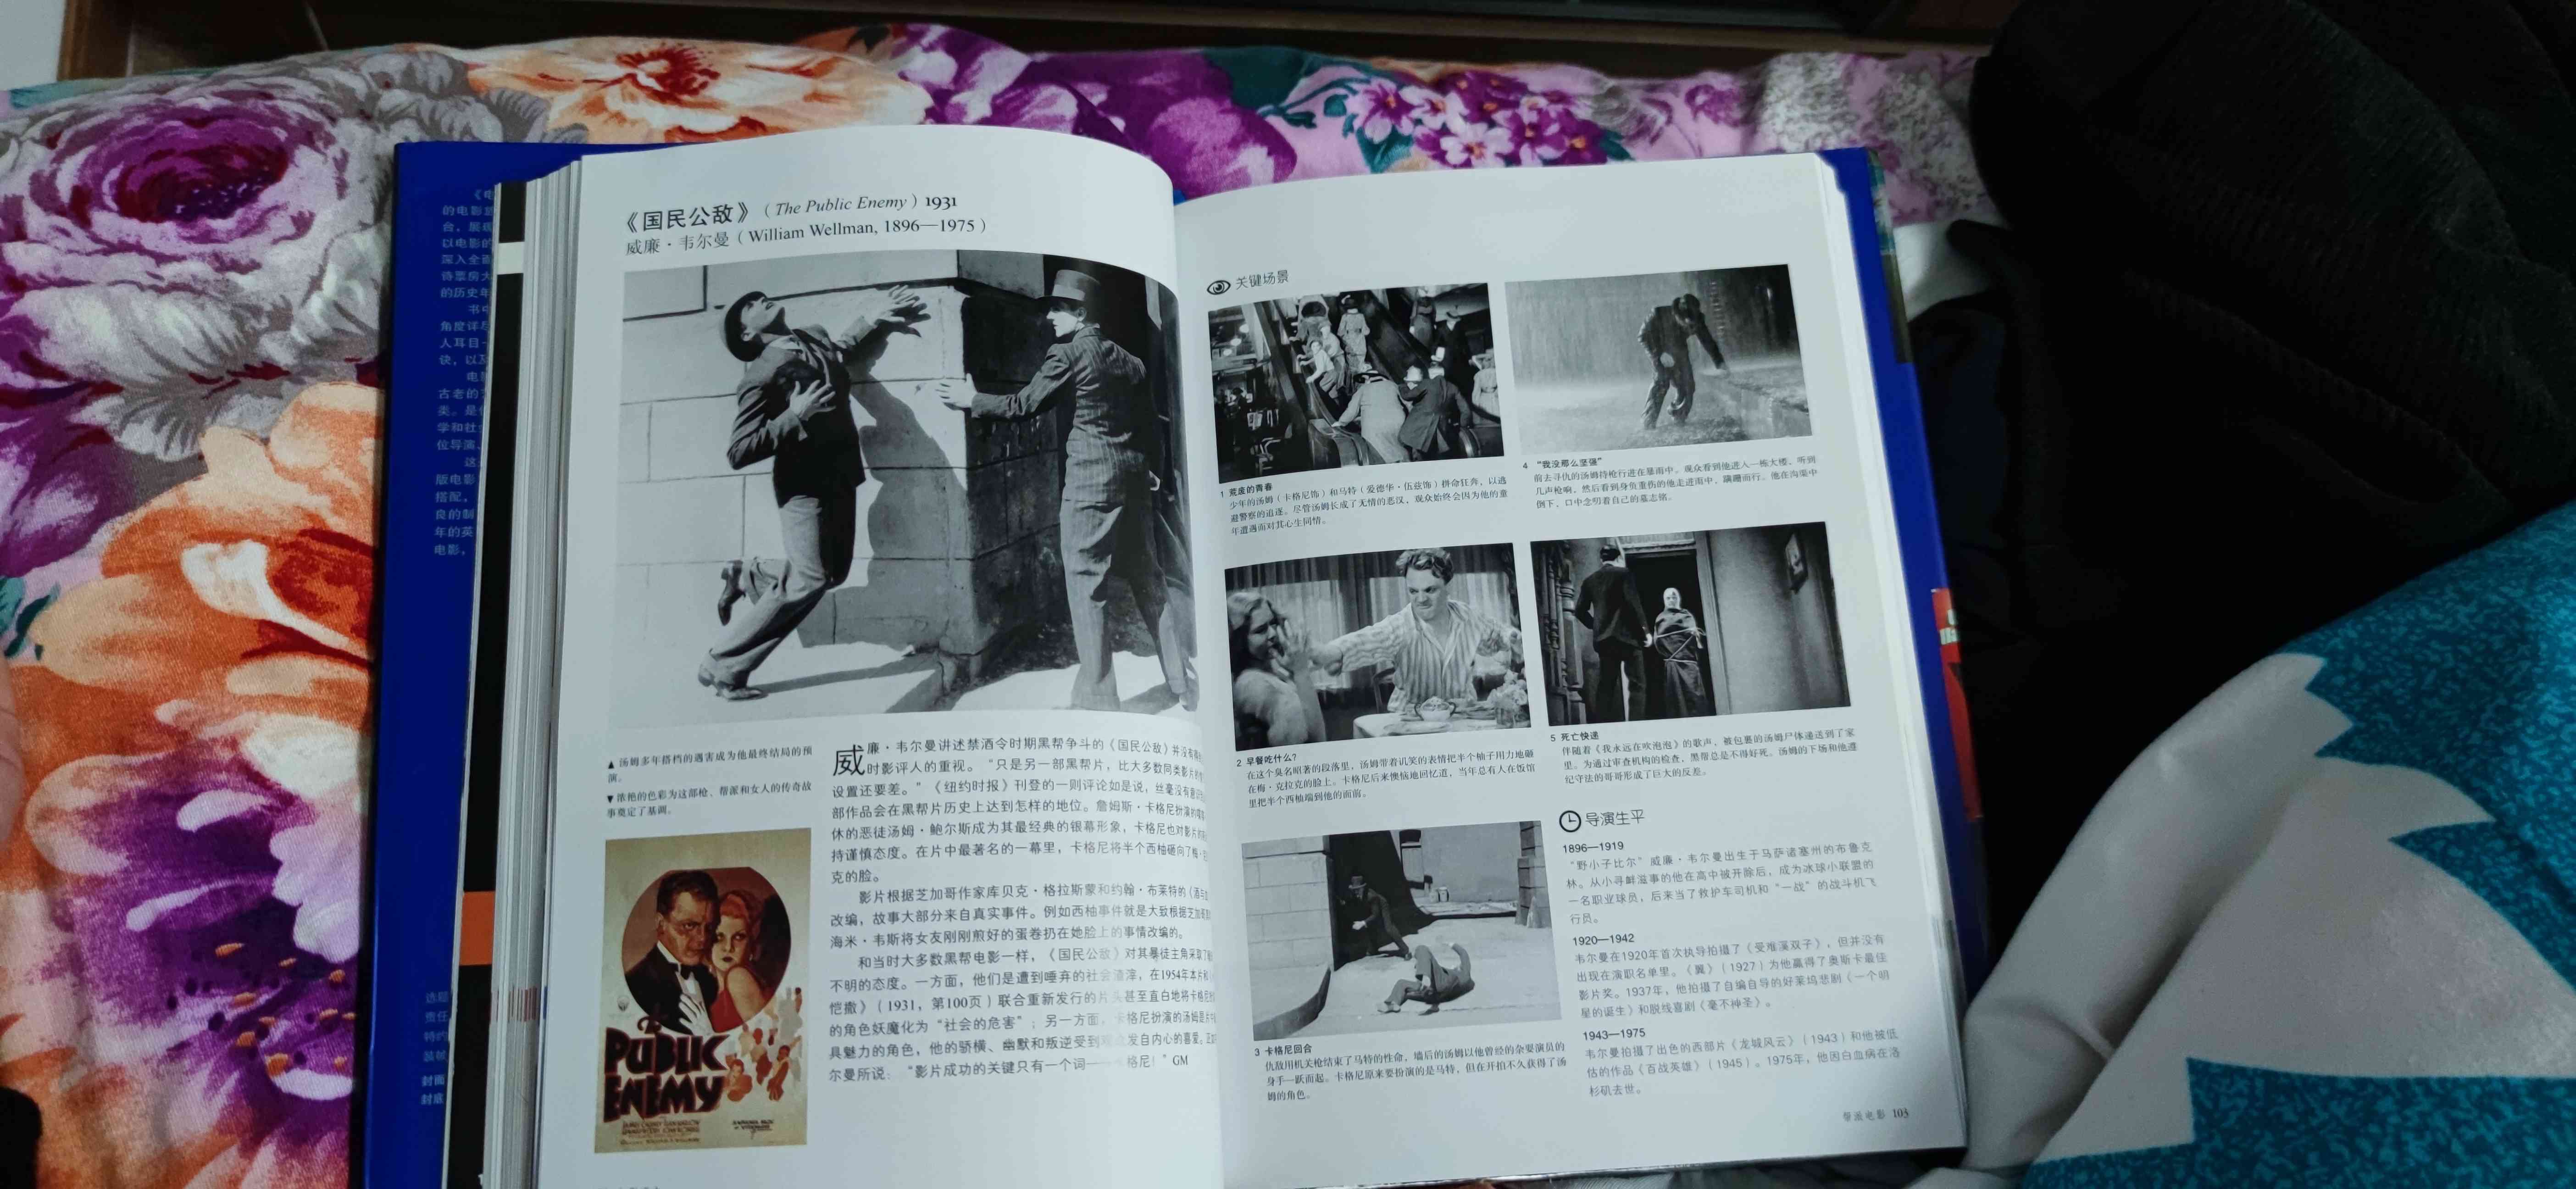 《国民公敌》（The Public Enemy）1931
威廉·韦尔曼（William Wellman, 1896—1975）
▲ 汤姆多年搭档的遇害成为他最终结局的预
演。
▼ 浓艳的色彩为这部枪、帮派和女人的传奇故
事奠定了基调。
PUBLIC
ENEMY
威廉·韦尔曼讲述禁酒令时期黑帮争斗的《国民公敌》并没有
时影评人的重视。“只是另一部黑帮片，比大多数同类影片的
设置还要差。”《纽约时报》刊登的一则评论如是说，丝毫没有
部作品会在黑帮片历史上达到怎样的地位。詹姆斯·卡格尼扮演的
休的恶徒汤姆·鲍尔斯成为其最经典的银幕形象，卡格尼也对影片
持谨慎态度。在片中最著名的一幕里，卡格尼将半个西柚砸向了梅·
克的脸。
影片根据芝加哥作家库贝克·格拉斯蒙和约翰·布莱特的
改编，故事大部分来自真实事件。例如西柚事件就是大致根据芝加哥
海米·韦斯将女友刚刚煎好的蛋卷扔在她脸上的事情改编的。
和当时大多数黑帮电影一样，《国民公敌》对其暴徒主角采取了
不明的态度。一方面，他们是遭到唾弃的社会渣滓，在1954年本片和
恺撒》（1931，第100页）联合重新发行的片头甚至直白地将卡格尼
的角色妖魔化为“社会的危害”；另一方面，卡格尼扮演的汤姆是片中
具魅力的角色，他的骄横、幽默和叛逆受到观众发自内心的喜爱。正如
尔曼所说：“影片成功的关键只有一个词——卡格尼！”GM
关键场景
1 荒废的青春
少年的汤姆（卡格尼饰）和马特（爱德华·伍兹饰）拼命狂奔，以逃
避警察的追逐。尽管汤姆长成了无情的恶汉，观众始终会因为他的童
年遭遇而对其心生同情。
2 早餐吃什么？
在这个臭名昭著的段落里，汤姆带着讥笑的表情把半个柚子用力地砸
在梅·克拉克的脸上。卡格尼后来懊恼地回忆道，当年总有人在饭馆
里把半个西柚端到他的面前。
3 卡格尼回合
仇敌用机关枪结束了马特的性命，墙后的汤姆以他曾经的杂耍演员的
身手一跃而起。卡格尼原来要扮演的是马特，但在开拍不久获得了汤
姆的角色。
4 “我没那么坚强”
前去寻仇的汤姆持枪行进在暴雨中。观众看到他进入一栋大楼、听到
几声枪响，然后看到身负重伤的他走进雨中，蹒跚而行。他在沟渠中
倒下，口中念叨着自己的墓志铭。
5 死亡快递
伴随着《我永远在吹泡泡》的歌声，被包裹的汤姆尸体递送到了家
里。为通过审查机构的检查，黑帮总是不得好死。汤姆的下场和他遵
纪守法的哥哥形成了巨大的反差。
导演生平
1896—1919
“野小子比尔”威廉·韦尔曼出生于马萨诸塞州的布鲁克
林。从小寻衅滋事的他在高中被开除后，成为冰球小联盟的
一名职业球员，后来当了救护车司机和“一战”的战斗机飞
行员。
1920—1942
韦尔曼在1920年首次执导拍摄了《受难溪双子》，但并没有
出现在演职名单里。《翼》（1927）为他赢得了奥斯卡最佳
影片奖。1937年，他拍摄了自编自导的好莱坞悲剧《一个明
星的诞生》和脱线喜剧《毫不神圣》。
1943—1975
韦尔曼拍摄了出色的西部片《龙城风云》（1943）和他被低
估的作品《百战英雄》（1945）。1975年，他因白血病在洛
杉矶去世。
帮派电影 103